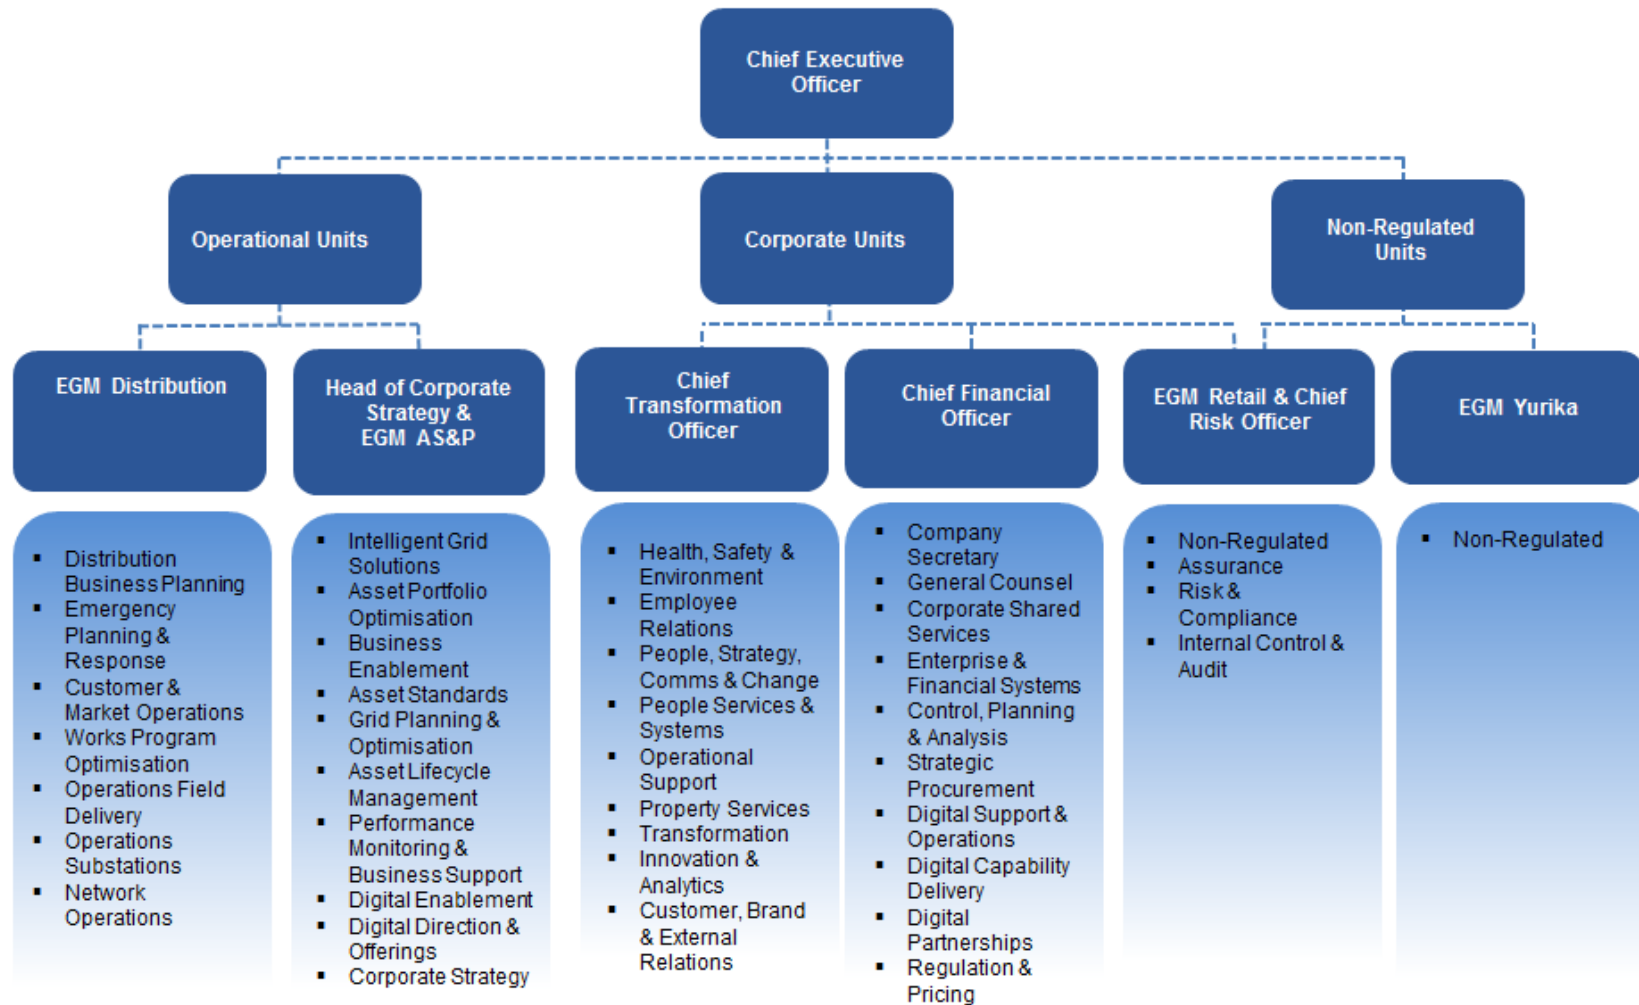 Chief Executive
Officer
Operational Units
Corporate Units
Non-Regulated
Units
EGM Distribution
Head of Corporate
Strategy &
EGM AS&P
Chief
Transformation
Officer
Chief Financial
Officer
EGM Retail & Chief
Risk Officer
EGM Yurika
▪ Distribution
Business Planning
▪ Emergency
Planning &
Response
▪ Customer &
Market Operations
▪ Works Program
Optimisation
▪ Operations Field
Delivery
▪ Operations
Substations
▪ Network
Operations
▪ Intelligent Grid
Solutions
▪ Asset Portfolio
Optimisation
▪ Business
Enablement
▪ Asset Standards
▪ Grid Planning &
Optimisation
▪ Asset Lifecycle
Management
▪ Performance
Monitoring &
Business Support
▪ Digital Enablement
▪ Digital Direction &
Offerings
▪ Corporate Strategy
▪ Health, Safety &
Environment
▪ Employee
Relations
▪ People, Strategy,
Comms & Change
▪ People Services &
Systems
▪ Operational
Support
▪ Property Services
▪ Transformation
▪ Innovation &
Analytics
▪ Customer, Brand
& External
Relations
▪ Company
Secretary
▪ General Counsel
▪ Corporate Shared
Services
▪ Enterprise &
Financial Systems
▪ Control, Planning
& Analysis
▪ Strategic
Procurement
▪ Digital Support &
Operations
▪ Digital Capability
Delivery
▪ Digital
Partnerships
▪ Regulation &
Pricing
▪ Non-Regulated
▪ Assurance
▪ Risk &
Compliance
▪ Internal Control &
Audit
▪ Non-Regulated